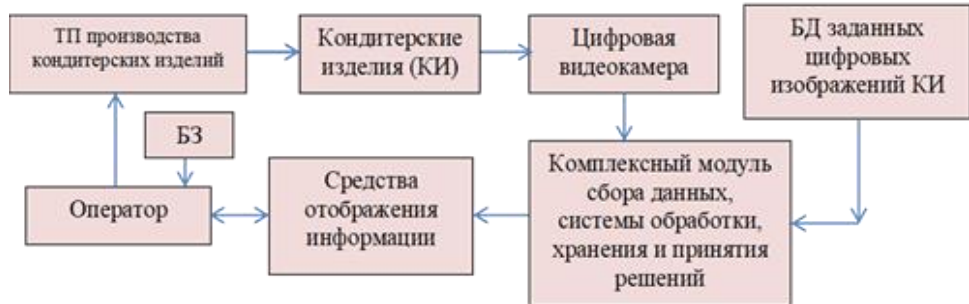 ТП производства
кондитерских изделий
Кондитерские
изделия (КИ)
Цифровая
видеокамера
БД заданных
цифровых
изображений КИ
БЗ
Оператор
Средства
отображения
информации
Комплексный модуль
сбора данных,
системы обработки,
хранения и принятия
решений